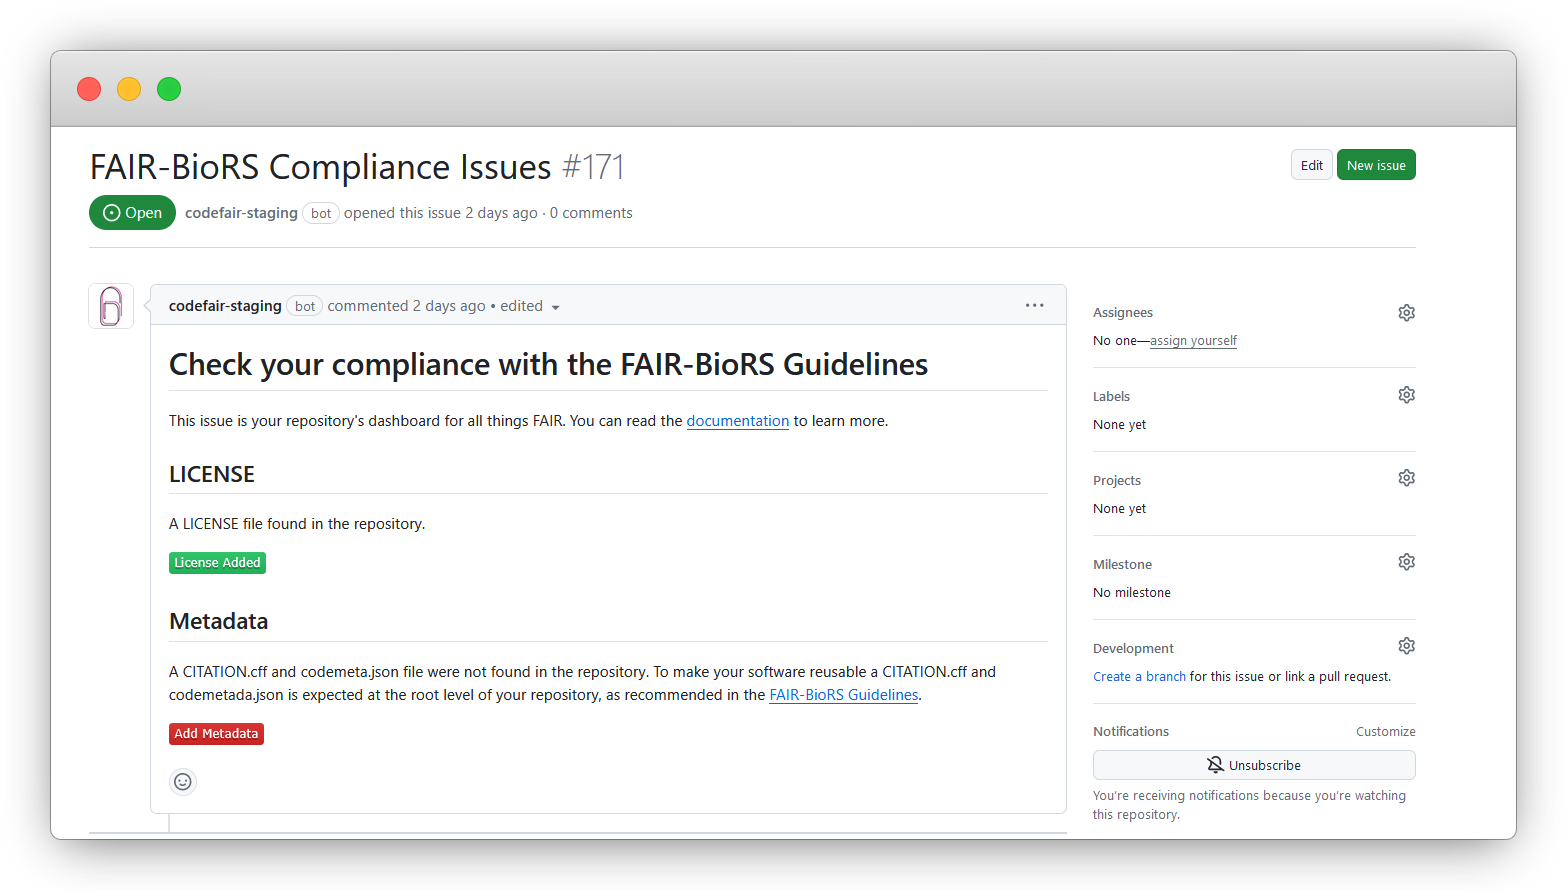 FAIR-BioRS Compliance Issues #171
Edit
New issue
Open
codefair-staging bot opened this issue 2 days ago · 0 comments
codefair-staging bot commented 2 days ago • edited
Check your compliance with the FAIR-BioRS Guidelines
This issue is your repository's dashboard for all things FAIR. You can read the documentation to learn more.
LICENSE
A LICENSE file found in the repository.
License Added
Metadata
A CITATION.cff and codemeta.json file were not found in the repository. To make your software reusable a CITATION.cff and
codemetada.json is expected at the root level of your repository, as recommended in the FAIR-BioRS Guidelines.
Add Metadata
Assignees
No one—assign yourself
Labels
None yet
Projects
None yet
Milestone
No milestone
Development
Create a branch for this issue or link a pull request.
Notifications
Customize
Unsubscribe
You're receiving notifications because you're watching
this repository.